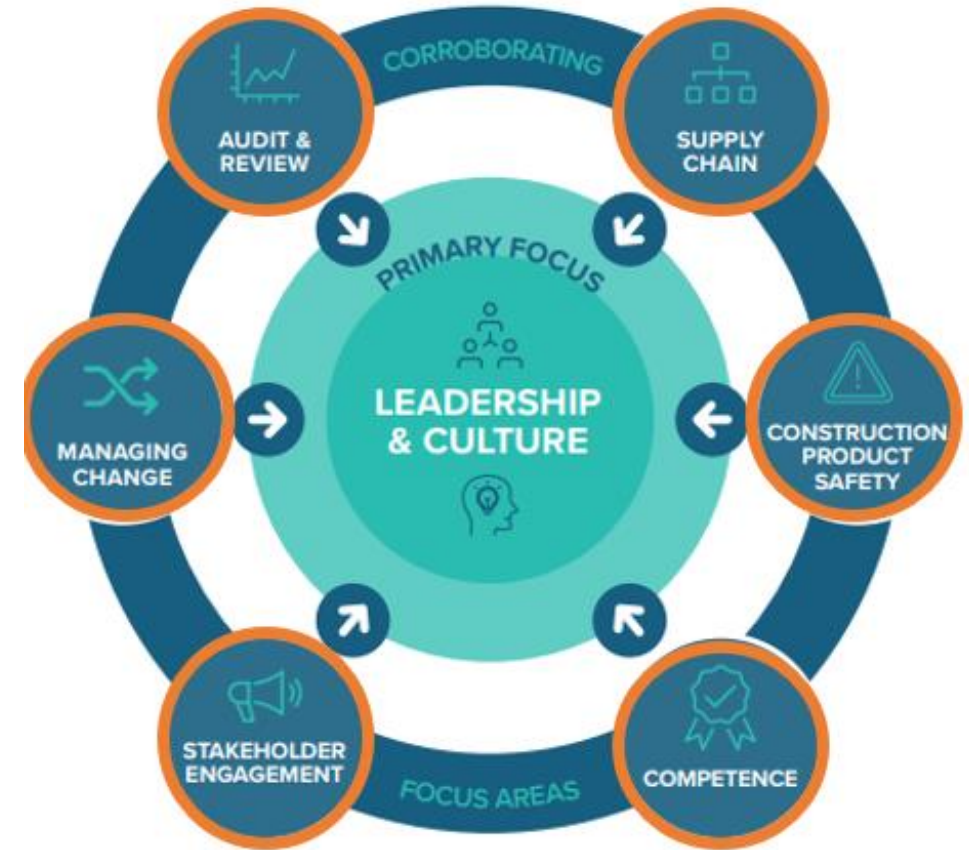 CORROBORATING
AUDIT &
REVIEW
SUPPLY
CHAIN
PRIMARY FOCUS
LEADERSHIP
& CULTURE
MANAGING
CHANGE
CONSTRUCTION
PRODUCT
SAFETY
STAKEHOLDER
ENGAGEMENT
COMPETENCE
FOCUS AREAS